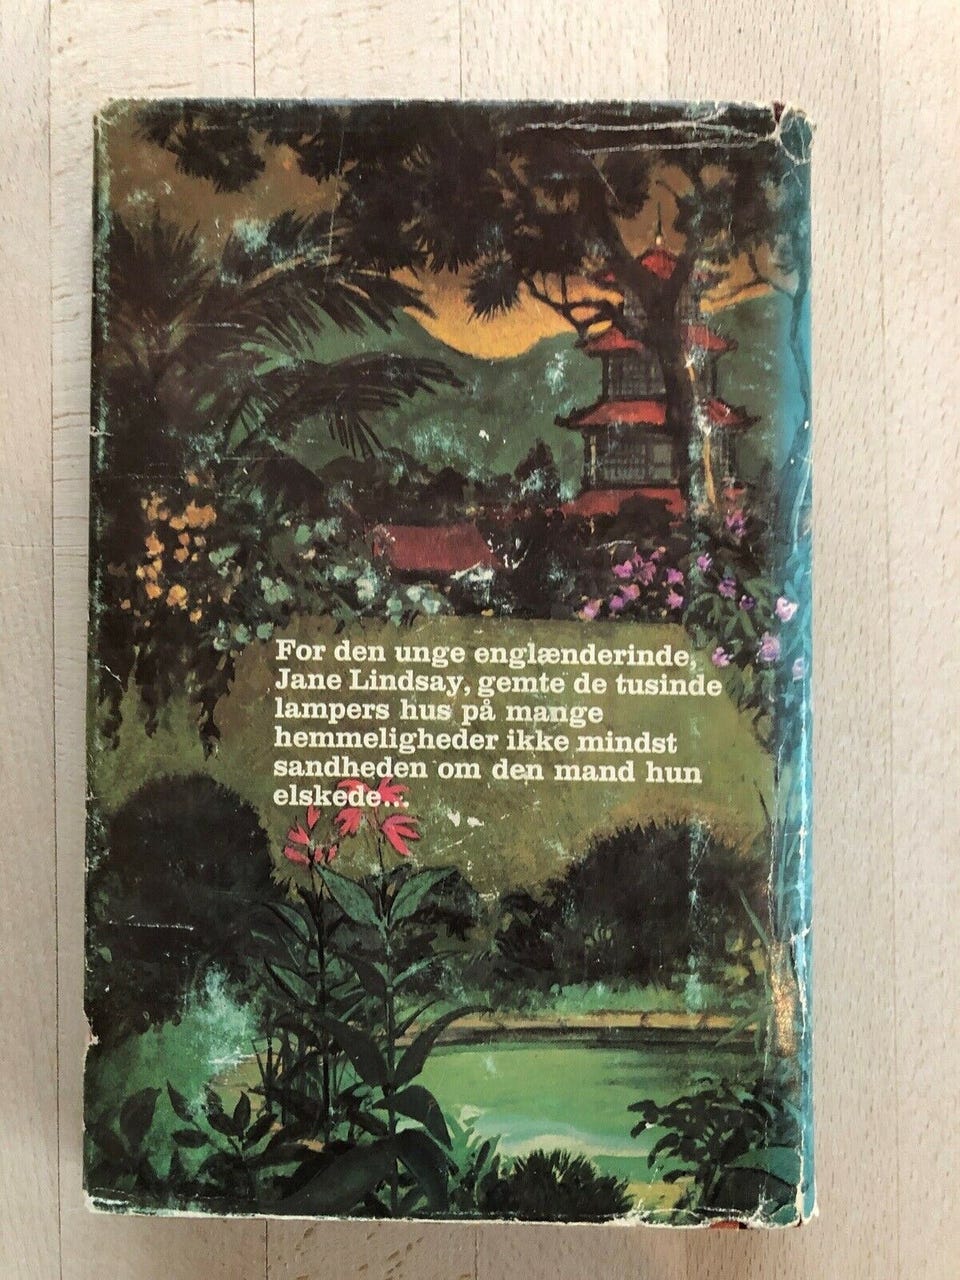 For den unge englænderinde,
Jane Lindsay, gemte de tusinde
lampers hus på mange
hemmeligheder ikke mindst
sandheden om den mand hun
elskede...